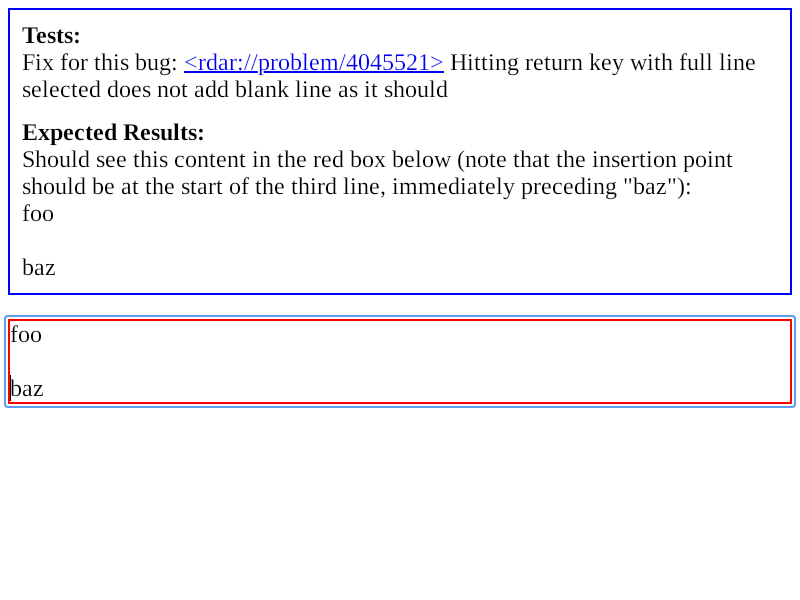 Tests:
Fix for this bug: <rdar://problem/4045521> Hitting return key with full line
selected does not add blank line as it should
Expected Results:
Should see this content in the red box below (note that the insertion point
should be at the start of the third line, immediately preceding "baz"):
foo
baz
foo
baz